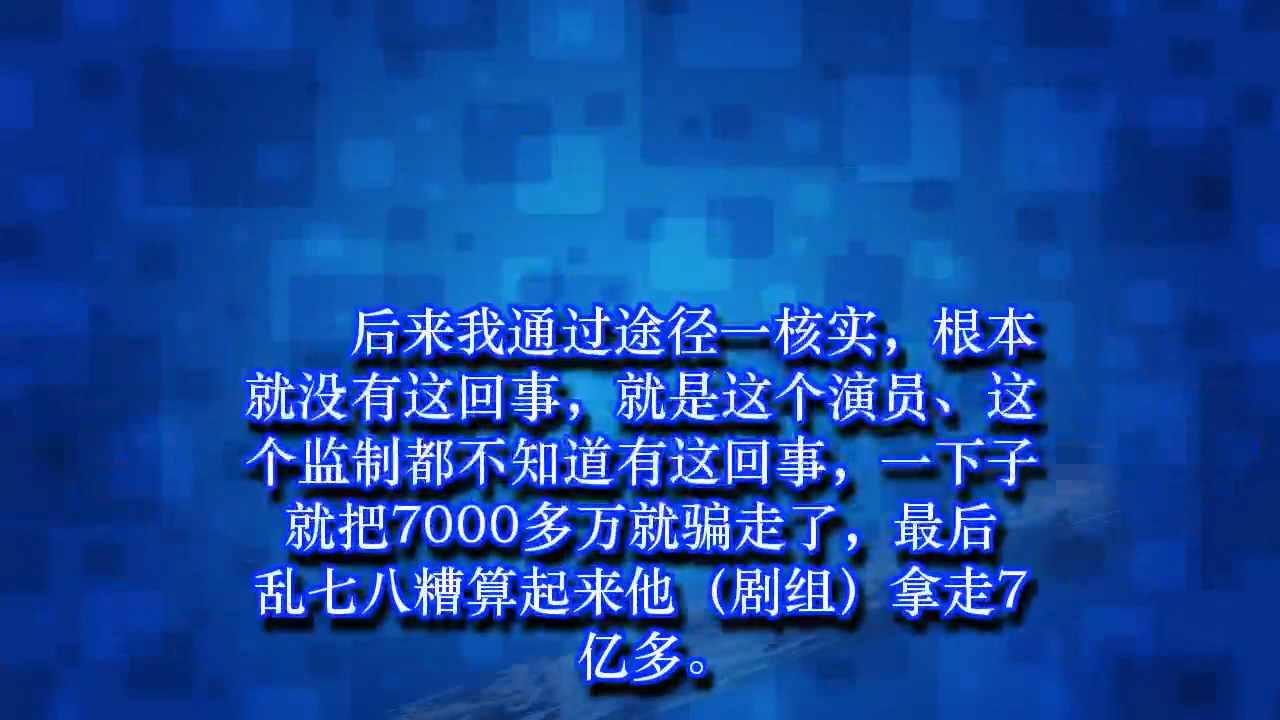 后来我通过途径一核实，根本
就没有这回事，就是这个演员、这
个监制都不知道有这回事，一下子
就把7000多万就骗走了，最后
乱七八糟算起来他（剧组）拿走7
亿多。